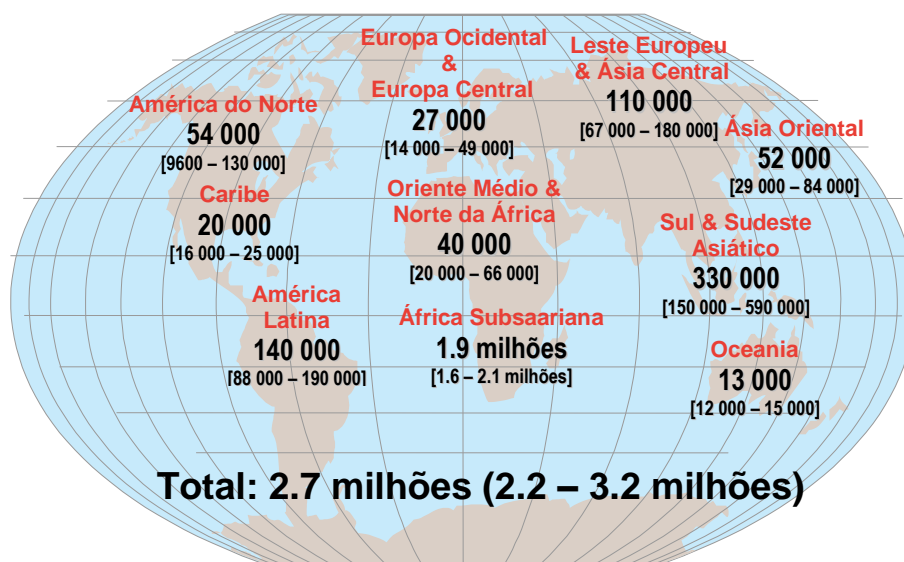 Europa Ocidental
&
Europa Central
27 000
[14 000 – 49 000]
Leste Europeu
& Ásia Central
110 000
[67 000 – 180 000]
América do Norte
54 000
[9600 – 130 000]
Ásia Oriental
52 000
[29 000 – 84 000]
Caribe
20 000
[16 000 – 25 000]
Oriente Médio &
Norte da África
40 000
[20 000 – 66 000]
Sul & Sudeste
Asiático
330 000
[150 000 – 590 000]
América
Latina
140 000
[88 000 – 190 000]
África Subsaariana
1.9 milhões
[1.6 – 2.1 milhões]
Oceania
13 000
[12 000 – 15 000]
Total: 2.7 milhões (2.2 – 3.2 milhões)